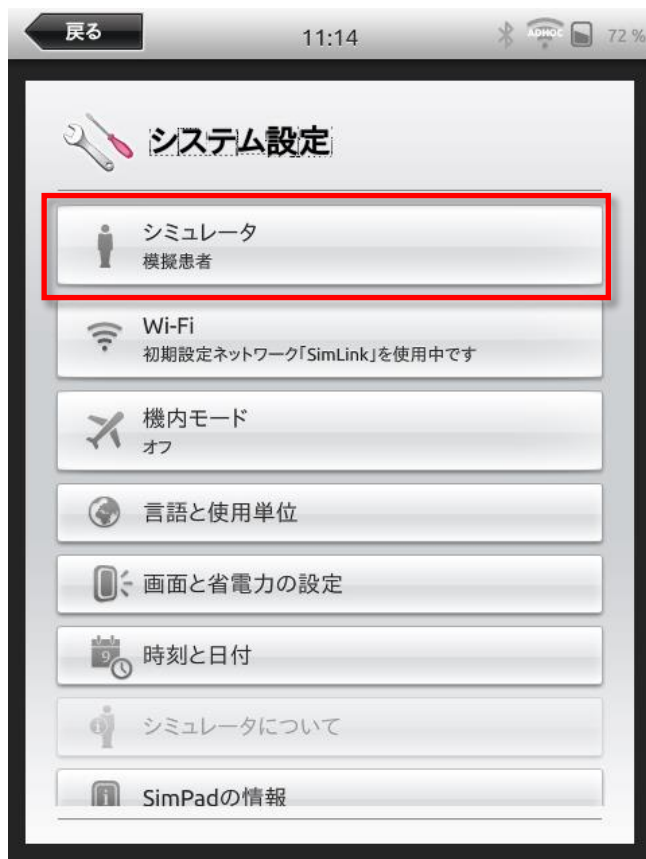 戻る
11:14
ADHOC
72 %
システム設定
シミュレータ
模擬患者
Wi-Fi
初期設定ネットワーク「SimLink」を使用中です
機内モード
オフ
言語と使用単位
画面と省電力の設定
9
時刻と日付
シミュレータについて
SimPadの情報